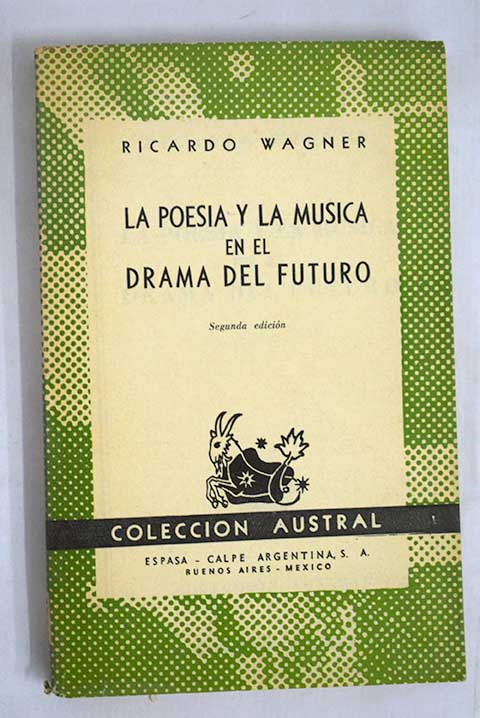 RICARDO WAGNER
LA POESIA Y LA MUSICA
EN EL
DRAMA DEL FUTURO
Segunda edición
COLECCION AUSTRAL
ESPASA - CALPE ARGENTINA, S. A.
BUENOS AIRES - MEXICO